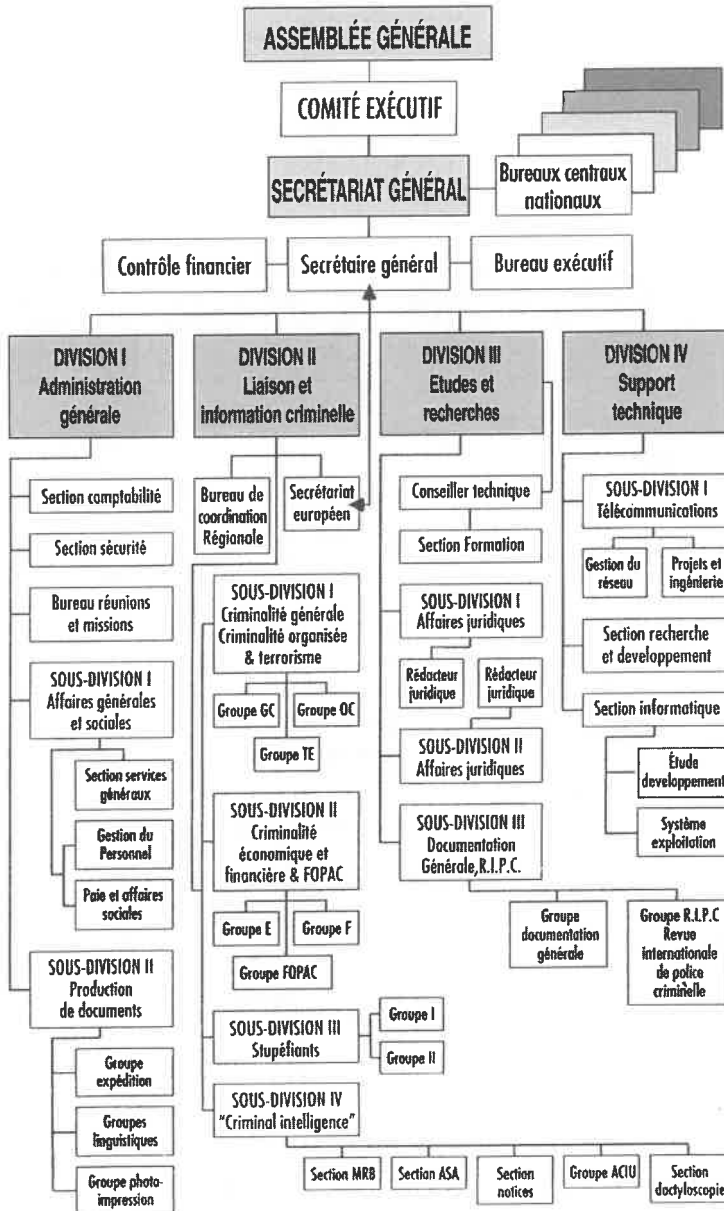 ASSEMBLÉE GÉNÉRALE
COMITÉ EXÉCUTIF
SECRÉTARIAT GÉNÉRAL
Bureaux centraux
nationaux
Contrôle financier
Secrétaire général
Bureau exécutif
DIVISION I
Administration
générale
DIVISION II
Liaison et
information criminelle
DIVISION III
Etudes et
recherches
DIVISION IV
Support
technique
Section comptabilité
Section sécurité
Bureau réunions
et missions
SOUS-DIVISION I
Affaires générales
et sociales
Section services
généraux
Gestion du
Personnel
Paie et affaires
sociales
SOUS-DIVISION II
Production
de documents
Groupe
expédition
Groupes
linguistiques
Groupe photo-
impression
Bureau de
coordination
Régionale
Secrétariat
européen
SOUS-DIVISION I
Criminalité générale
Criminalité organisée
& terrorisme
Groupe GC
Groupe OC
Groupe TE
SOUS-DIVISION II
Criminalité
économique et
financière & FOPAC
Groupe E
Groupe F
Groupe FOPAC
SOUS-DIVISION III
Stupéfiants
Groupe I
Groupe II
SOUS-DIVISION IV
"Criminal intelligence"
Section MRB
Section ASA
Section
notices
Groupe ACIU
Section
dactyloscopie
Conseiller technique
Section Formation
SOUS-DIVISION I
Affaires juridiques
Rédacteur
juridique
Rédacteur
juridique
SOUS-DIVISION II
Affaires juridiques
SOUS-DIVISION III
Documentation
Générale,R.I.P.C.
Groupe
documentation
générale
Groupe R.I.P.C
Revue
internationale
de police
criminelle
SOUS-DIVISION I
Télécommunications
Gestion du
réseau
Projets et
ingénierie
Section recherche
et developpement
Section informatique
Étude
developpement
Système
exploitation